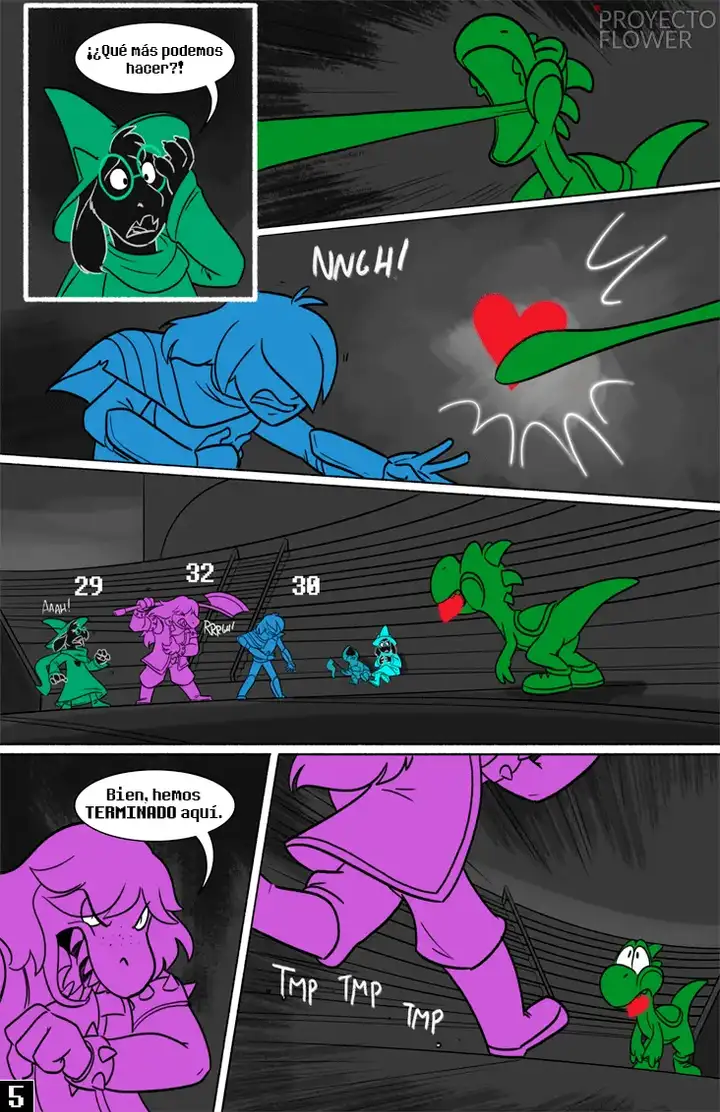 ¡¿Qué más podemos
hacer?!
PROYECTO
FLOWER
NNGH!
29
32
30
AAAH!
RRRGH!
Bien, hemos
TERMINADO aquí.
TMP TMP
TMP
5